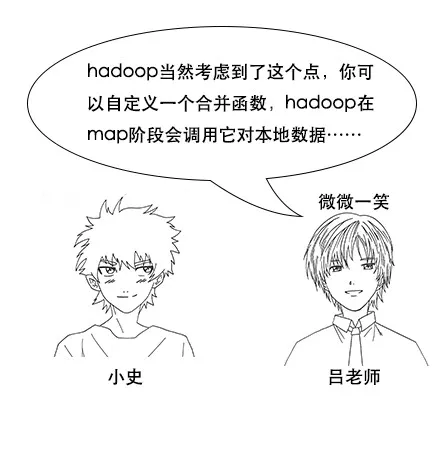 hadoop当然考虑到了这个点，你可
以自定义一个合并函数，hadoop在
map阶段会调用它对本地数据……
微微一笑
小史
吕老师